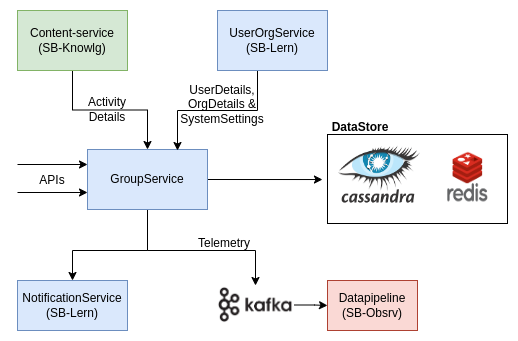 Content-service
(SB-Knowlg)
UserOrgService
(SB-Lern)
Activity
Details
UserDetails,
OrgDetails &
SystemSettings
DataStore
cassandra
redis
APIs
GroupService
Telemetry
NotificationService
(SB-Lern)
kafka
Datapipeline
(SB-Obsrv)